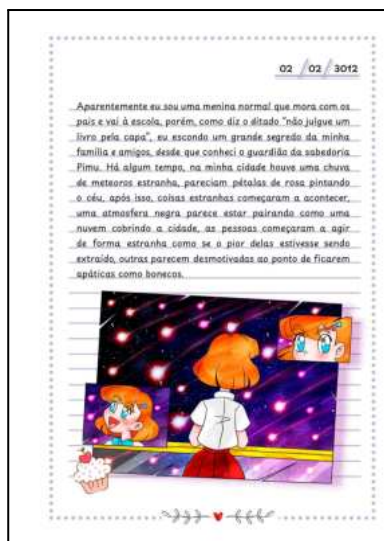 02 / 02 / 3012
Aparentemente eu sou uma menina normal que mora com os
pais e vai à escola, porém, como diz o ditado "não julgue um
livro pela capa", eu escondo um grande segredo da minha
família e amigos, desde que conheci o guardião da sabedoria
Pimu. Há algum tempo, na minha cidade houve uma chuva
de meteoros estranha, pareciam pétalas de rosa pintando
o céu, após isso, coisas estranhas começaram a acontecer,
uma atmosfera negra parece estar pairando como uma
nuvem cobrindo a cidade, as pessoas começaram a agir
de forma estranha como se o pior delas estivesse sendo
extraído, outras parecem desmotivadas ao ponto de ficarem
apáticas como bonecos.